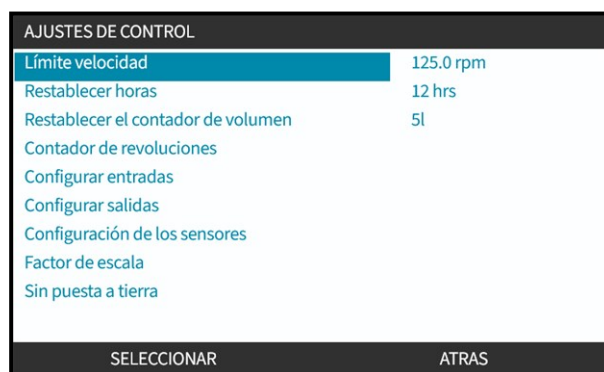 AJUSTES DE CONTROL
Límite velocidad 125.0 rpm
Restablecer horas 12 hrs
Restablecer el contador de volumen 5l
Contador de revoluciones
Configurar entradas
Configurar salidas
Configuración de los sensores
Factor de escala
Sin puesta a tierra
SELECCIONAR ATRAS